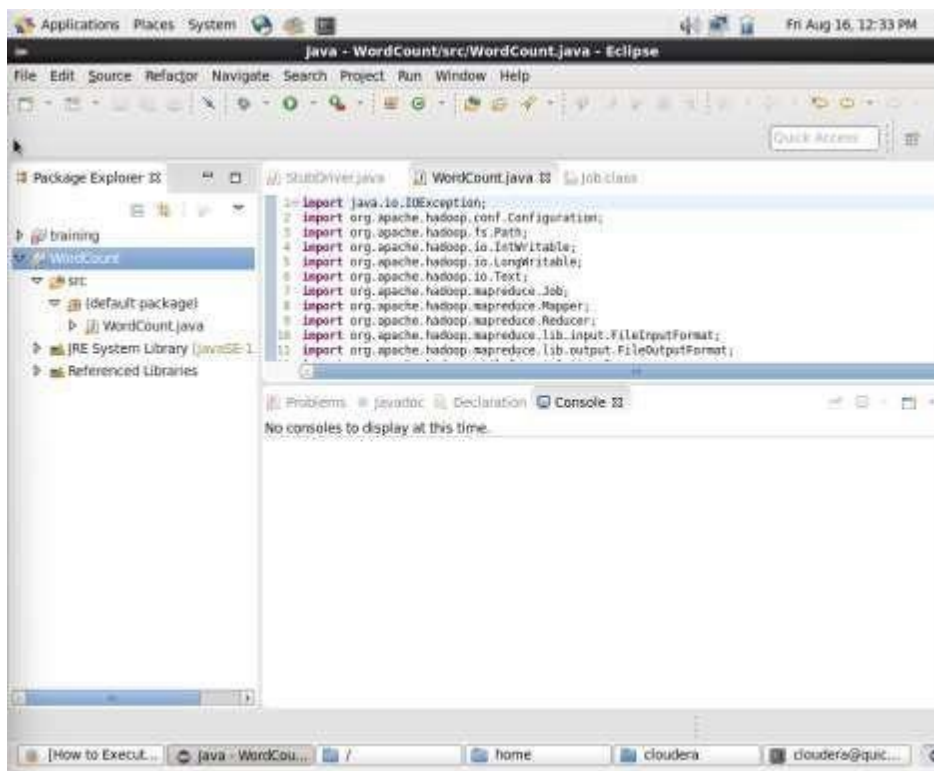 Applications Places System
Fri Aug 16, 12:33 PM
Java - WordCount/src/WordCount.java - Eclipse
File Edit Source Refactor Navigate Search Project Run Window Help
Quick Access
Package Explorer
StubDriver.java WordCount.java Job.class
training
WordCount
src
(default package)
WordCount.java
JRE System Library [JavaSE-1
Referenced Libraries
1 import java.io.IOException;
2 import org.apache.hadoop.conf.Configuration;
3 import org.apache.hadoop.fs.Path;
4 import org.apache.hadoop.io.IntWritable;
5 import org.apache.hadoop.io.LongWritable;
6 import org.apache.hadoop.io.Text;
7 import org.apache.hadoop.mapreduce.Job;
8 import org.apache.hadoop.mapreduce.Mapper;
9 import org.apache.hadoop.mapreduce.Reducer;
10 import org.apache.hadoop.mapreduce.lib.input.FileInputFormat;
11 import org.apache.hadoop.mapreduce.lib.output.FileOutputFormat;
Problems Javadoc Declaration Console
No consoles to display at this time.
[How to Execut... Java - WordCou... / home cloudera cloudera@quic...